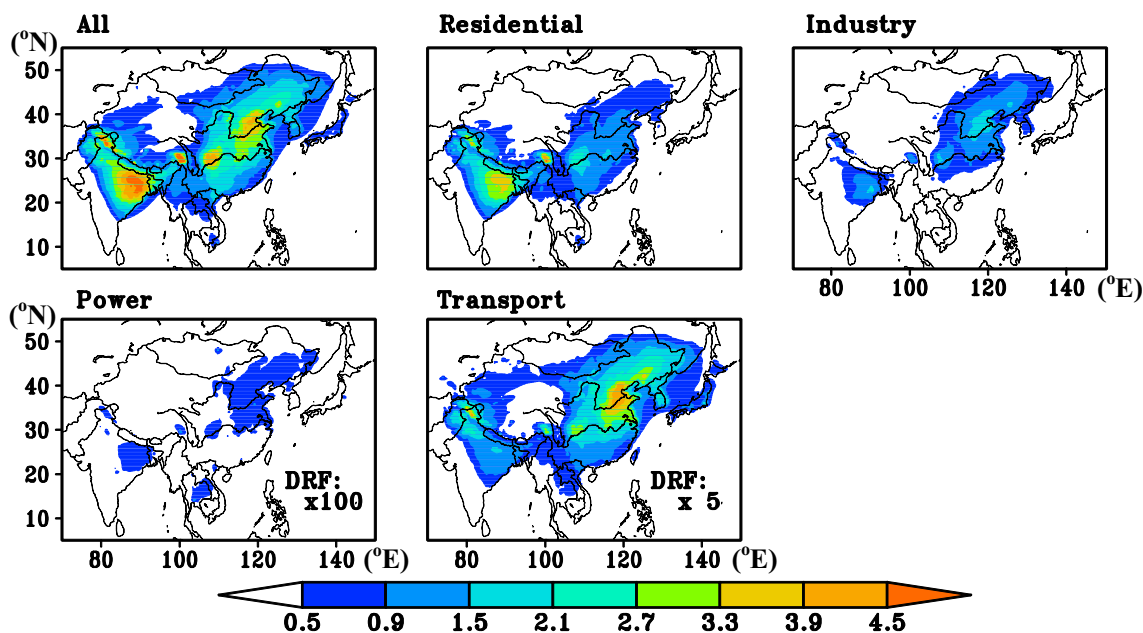 All Residential Industry
(°N)
50
40
30
20
10
80 100 120 140 (°E)
Power Transport
(°N)
50
40
30
20
10
DRF: x100
DRF: x 5
80 100 120 (°E) 80 100 120 140 (°E)
0.5 0.9 1.5 2.1 2.7 3.3 3.9 4.5